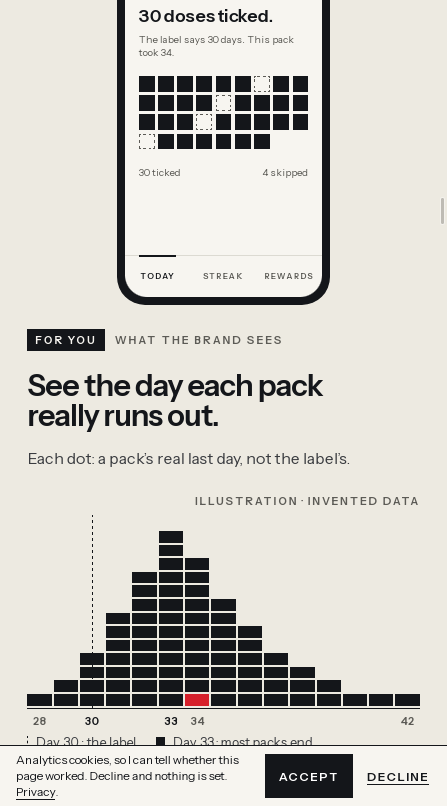 30 doses ticked.
The label says 30 days. This pack
took 34.
30 ticked 4 skipped
TODAY STREAK REWARDS
FOR YOU WHAT THE BRAND SEES
See the day each pack
really runs out.
Each dot: a pack's real last day, not the label's.
ILLUSTRATION · INVENTED DATA
28 30 33 34 42
Day 30 · the label Day 33 · most packs end
Analytics cookies, so I can tell whether this
page worked. Decline and nothing is set.
Privacy.
ACCEPT DECLINE